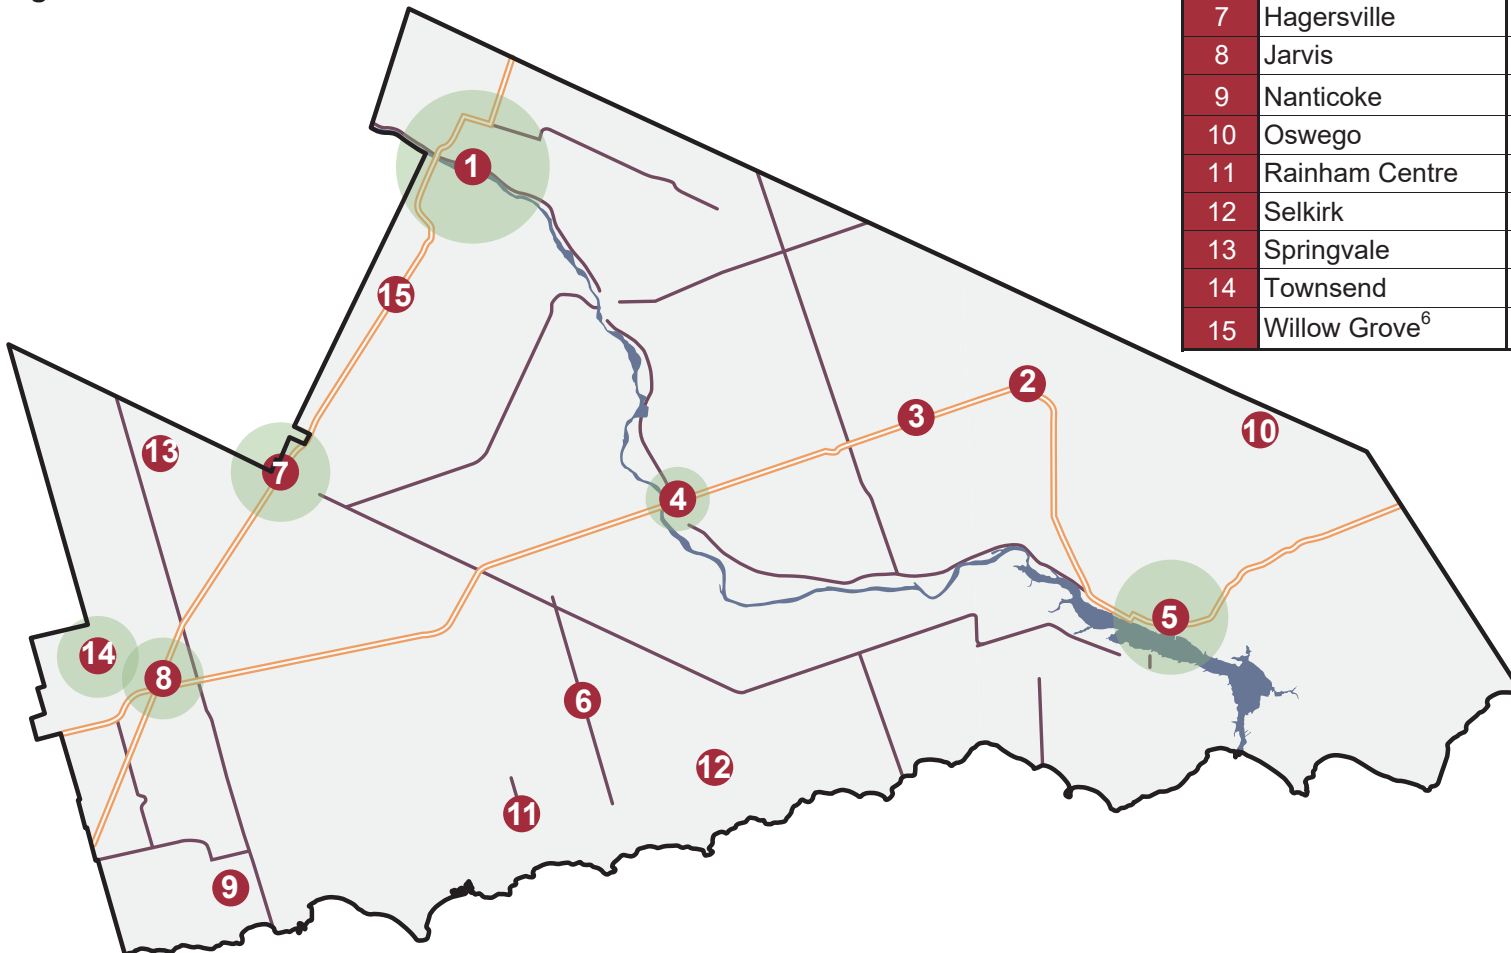 7 Hagersville
8 Jarvis
9 Nanticoke
10 Oswego
11 Rainham Centre
12 Selkirk
13 Springvale
14 Townsend
15 Willow Grove6
1
15
2
3
10
13
7
4
5
14
8
6
12
11
9